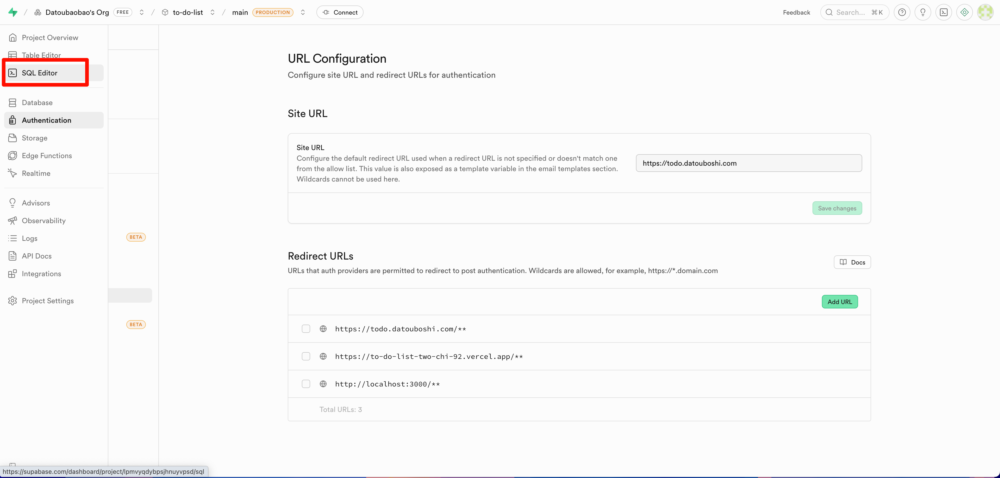 Datoubaobao's Org FREE to-do-list main PRODUCTION Connect Feedback Search... ⌘K
Project Overview
Table Editor
SQL Editor
Database
Authentication
Storage
Edge Functions
Realtime
Advisors
Observability
Logs
API Docs
Integrations
Project Settings
BETA
BETA
URL Configuration
Configure site URL and redirect URLs for authentication
Site URL
Site URL
Configure the default redirect URL used when a redirect URL is not specified or doesn't match one
from the allow list. This value is also exposed as a template variable in the email templates section.
Wildcards cannot be used here.
https://todo.datouboshi.com
Save changes
Redirect URLs
URLs that auth providers are permitted to redirect to post authentication. Wildcards are allowed, for example, https://*.domain.com
Docs
Add URL
https://todo.datouboshi.com/**
https://to-do-list-two-chi-92.vercel.app/**
http://localhost:3000/**
Total URLs: 3
https://supabase.com/dashboard/project/lpmvyqdybpsjhnuyvpsd/sql